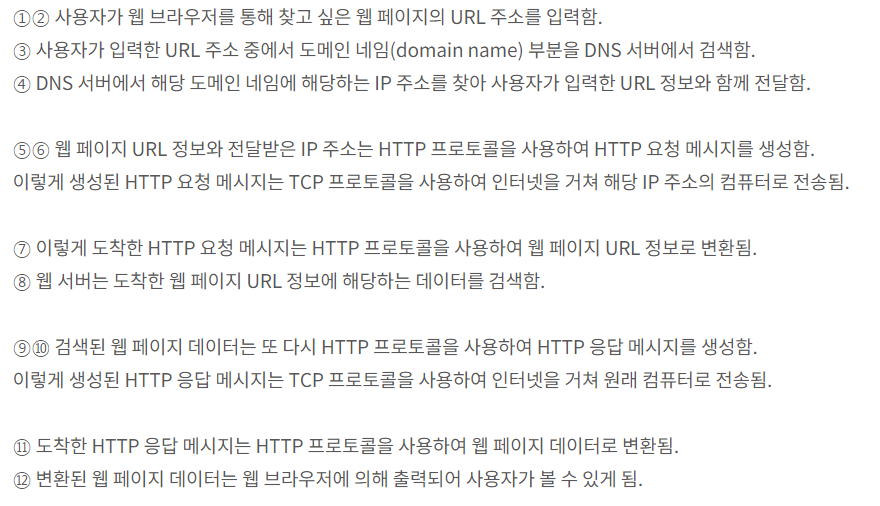 ①② 사용자가 웹 브라우저를 통해 찾고 싶은 웹 페이지의 URL 주소를 입력함.
③ 사용자가 입력한 URL 주소 중에서 도메인 네임(domain name) 부분을 DNS 서버에서 검색함.
④ DNS 서버에서 해당 도메인 네임에 해당하는 IP 주소를 찾아 사용자가 입력한 URL 정보와 함께 전달함.
⑤⑥ 웹 페이지 URL 정보와 전달받은 IP 주소는 HTTP 프로토콜을 사용하여 HTTP 요청 메시지를 생성함.
이렇게 생성된 HTTP 요청 메시지는 TCP 프로토콜을 사용하여 인터넷을 거쳐 해당 IP 주소의 컴퓨터로 전송됨.
⑦ 이렇게 도착한 HTTP 요청 메시지는 HTTP 프로토콜을 사용하여 웹 페이지 URL 정보로 변환됨.
⑧ 웹 서버는 도착한 웹 페이지 URL 정보에 해당하는 데이터를 검색함.
⑨⑩ 검색된 웹 페이지 데이터는 또 다시 HTTP 프로토콜을 사용하여 HTTP 응답 메시지를 생성함.
이렇게 생성된 HTTP 응답 메시지는 TCP 프로토콜을 사용하여 인터넷을 거쳐 원래 컴퓨터로 전송됨.
⑪ 도착한 HTTP 응답 메시지는 HTTP 프로토콜을 사용하여 웹 페이지 데이터로 변환됨.
⑫ 변환된 웹 페이지 데이터는 웹 브라우저에 의해 출력되어 사용자가 볼 수 있게 됨.